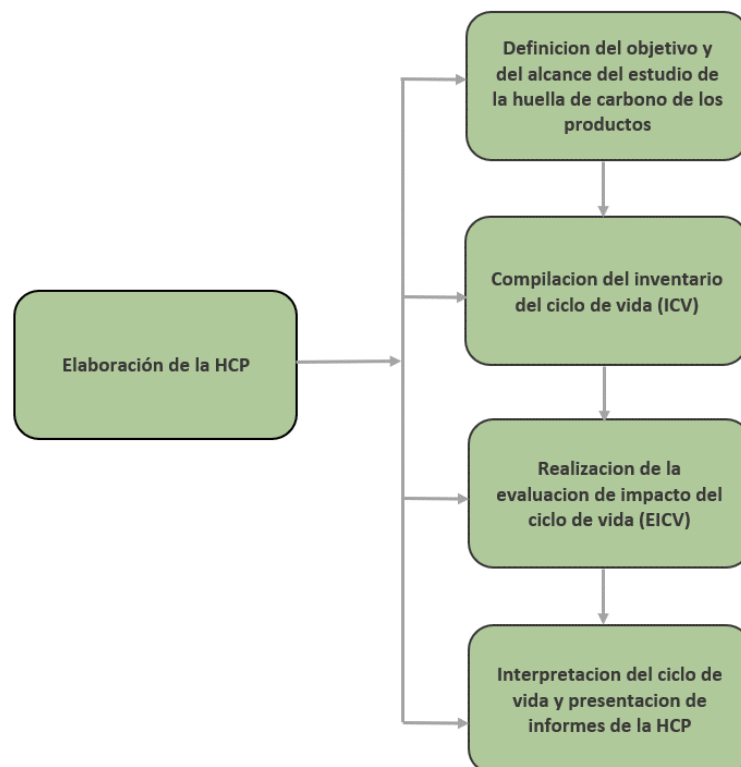 Definicion del objetivo y
del alcance del estudio de
la huella de carbono de los
productos
Compilacion del inventario
del ciclo de vida (ICV)
Elaboración de la HCP
Realizacion de la
evaluacion de impacto del
ciclo de vida (EICV)
Interpretacion del ciclo de
vida y presentacion de
informes de la HCP